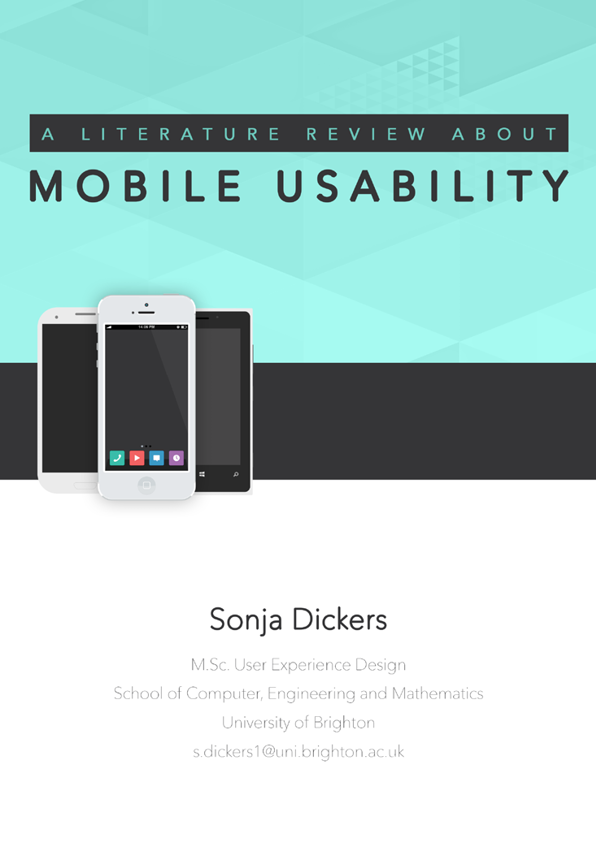 A LITERATURE REVIEW ABOUT
MOBILE USABILITY
Sonja Dickers
M.Sc. User Experience Design
School of Computer, Engineering and Mathematics
University of Brighton
s.dickers1@uni.brighton.ac.uk